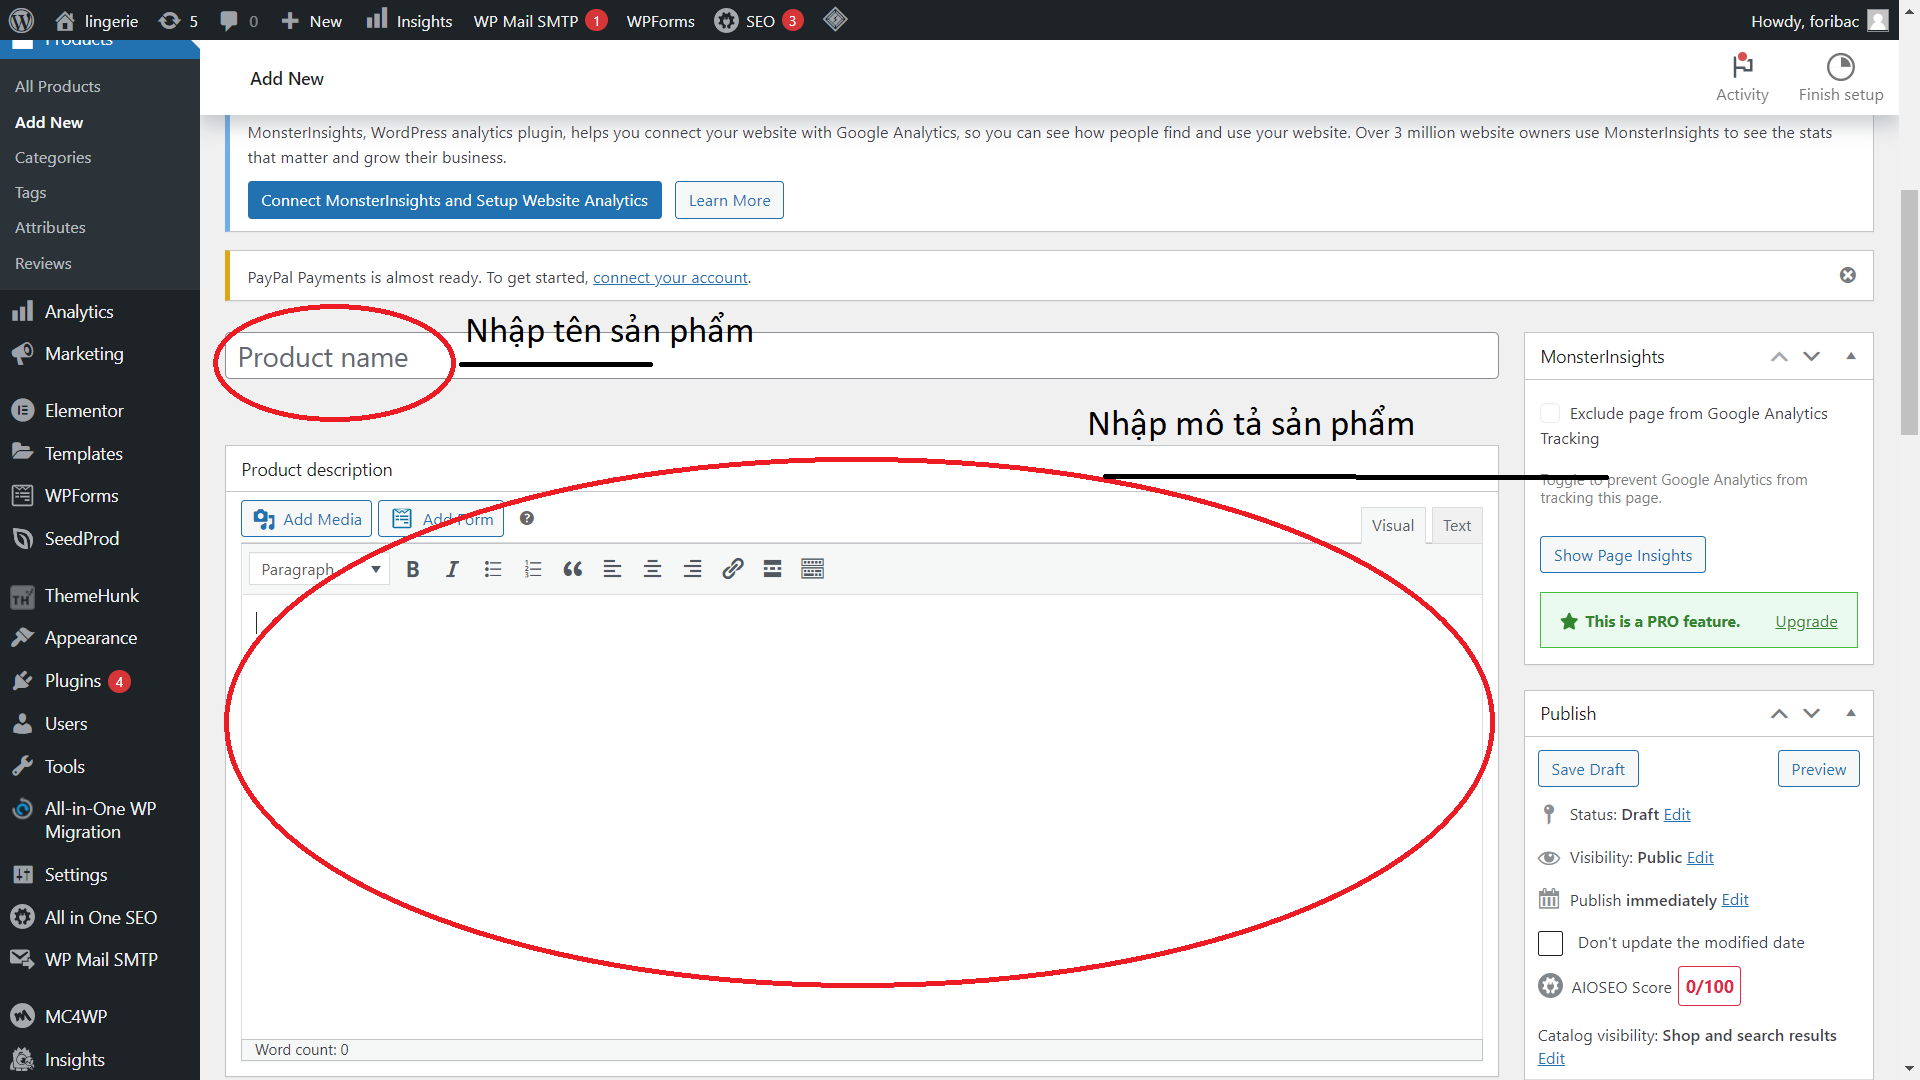 lingerie 5 0 New Insights WP Mail SMTP 1 WPForms SEO 3 Howdy, foribac
Products
All Products
Add New
Categories
Tags
Attributes
Reviews
Analytics
Marketing
Elementor
Templates
WPForms
SeedProd
ThemeHunk
Appearance
Plugins 4
Users
Tools
All-in-One WP
Migration
Settings
All in One SEO
WP Mail SMTP
MC4WP
Insights
Add New
Activity
Finish setup
MonsterInsights, WordPress analytics plugin, helps you connect your website with Google Analytics, so you can see how people find and use your website. Over 3 million website owners use MonsterInsights to see the stats
that matter and grow their business.
Connect MonsterInsights and Setup Website Analytics Learn More
PayPal Payments is almost ready. To get started, connect your account.
Nhập tên sản phẩm
Product name
Nhập mô tả sản phẩm
Product description
Add Media Add Form
Visual Text
Paragraph
Word count: 0
MonsterInsights
Exclude page from Google Analytics
Tracking
Toggle to prevent Google Analytics from
tracking this page.
Show Page Insights
This is a PRO feature. Upgrade
Publish
Save Draft Preview
Status: Draft Edit
Visibility: Public Edit
Publish immediately Edit
Don't update the modified date
AIOSEO Score 0/100
Catalog visibility: Shop and search results
Edit